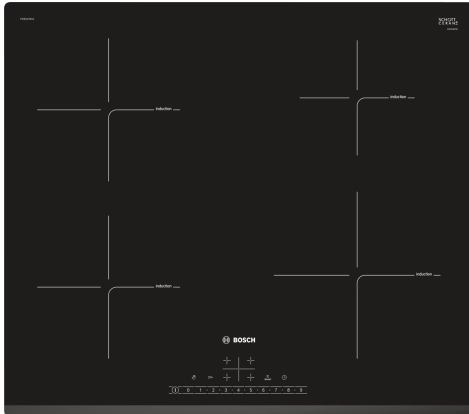 SCHOTT
CERAN®
induction
induction
induction
induction
BOSCH
0 1 · 2 · 3 · 4 · 5 · 6 · 7 · 8 · 9